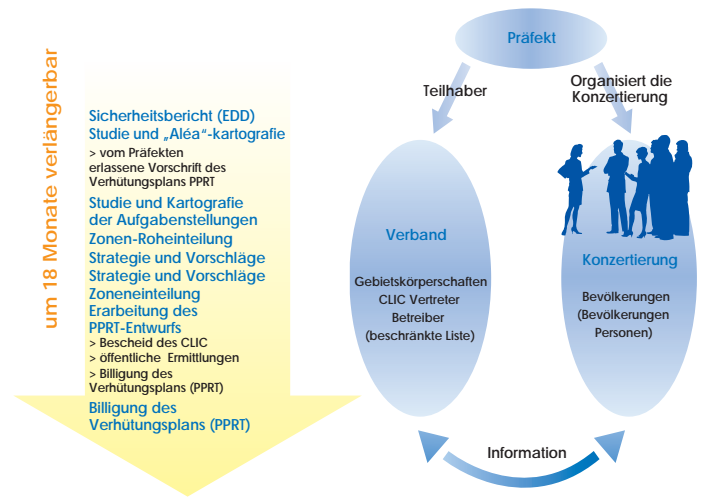 um 18 Monate verlängerbar
Sicherheitsbericht (EDD)
Studie und „Aléa“-kartografie
> vom Präfekten
erlassene Vorschrift des
Verhütungsplans PPRT
Studie und Kartografie
der Aufgabenstellungen
Zonen-Roheinteilung
Strategie und Vorschläge
Strategie und Vorschläge
Zoneneinteilung
Erarbeitung des
PPRT-Entwurfs
> Bescheid des CLIC
> öffentliche Ermittlungen
> Billigung des
Verhütungsplans (PPRT)
Billigung des
Verhütungsplans (PPRT)
Präfekt
Teilhaber
Organisiert die
Konzertierung
Verband
Gebietskörperschaften
CLIC Vertreter
Betreiber
(beschränkte Liste)
Konzertierung
Bevölkerungen
(Bevölkerungen
Personen)
Information